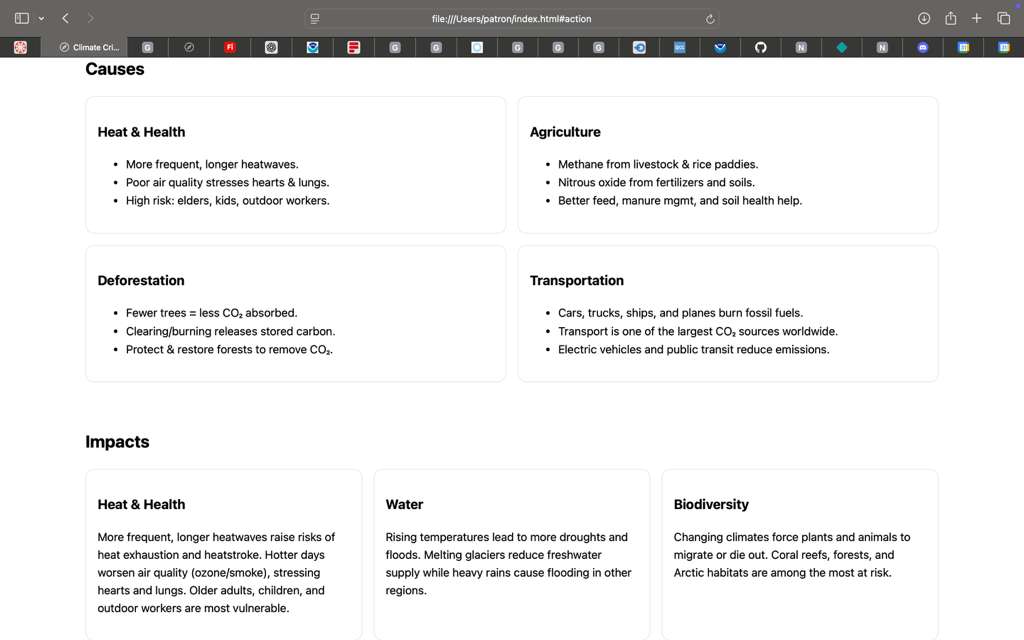 file:///Users/patron/index.html#action
Climate Cri...
Causes
Heat & Health
• More frequent, longer heatwaves.
• Poor air quality stresses hearts & lungs.
• High risk: elders, kids, outdoor workers.
Agriculture
• Methane from livestock & rice paddies.
• Nitrous oxide from fertilizers and soils.
• Better feed, manure mgmt, and soil health help.
Deforestation
• Fewer trees = less CO₂ absorbed.
• Clearing/burning releases stored carbon.
• Protect & restore forests to remove CO₂.
Transportation
• Cars, trucks, ships, and planes burn fossil fuels.
• Transport is one of the largest CO₂ sources worldwide.
• Electric vehicles and public transit reduce emissions.
Impacts
Heat & Health
More frequent, longer heatwaves raise risks of
heat exhaustion and heatstroke. Hotter days
worsen air quality (ozone/smoke), stressing
hearts and lungs. Older adults, children, and
outdoor workers are most vulnerable.
Water
Rising temperatures lead to more droughts and
floods. Melting glaciers reduce freshwater
supply while heavy rains cause flooding in other
regions.
Biodiversity
Changing climates force plants and animals to
migrate or die out. Coral reefs, forests, and
Arctic habitats are among the most at risk.